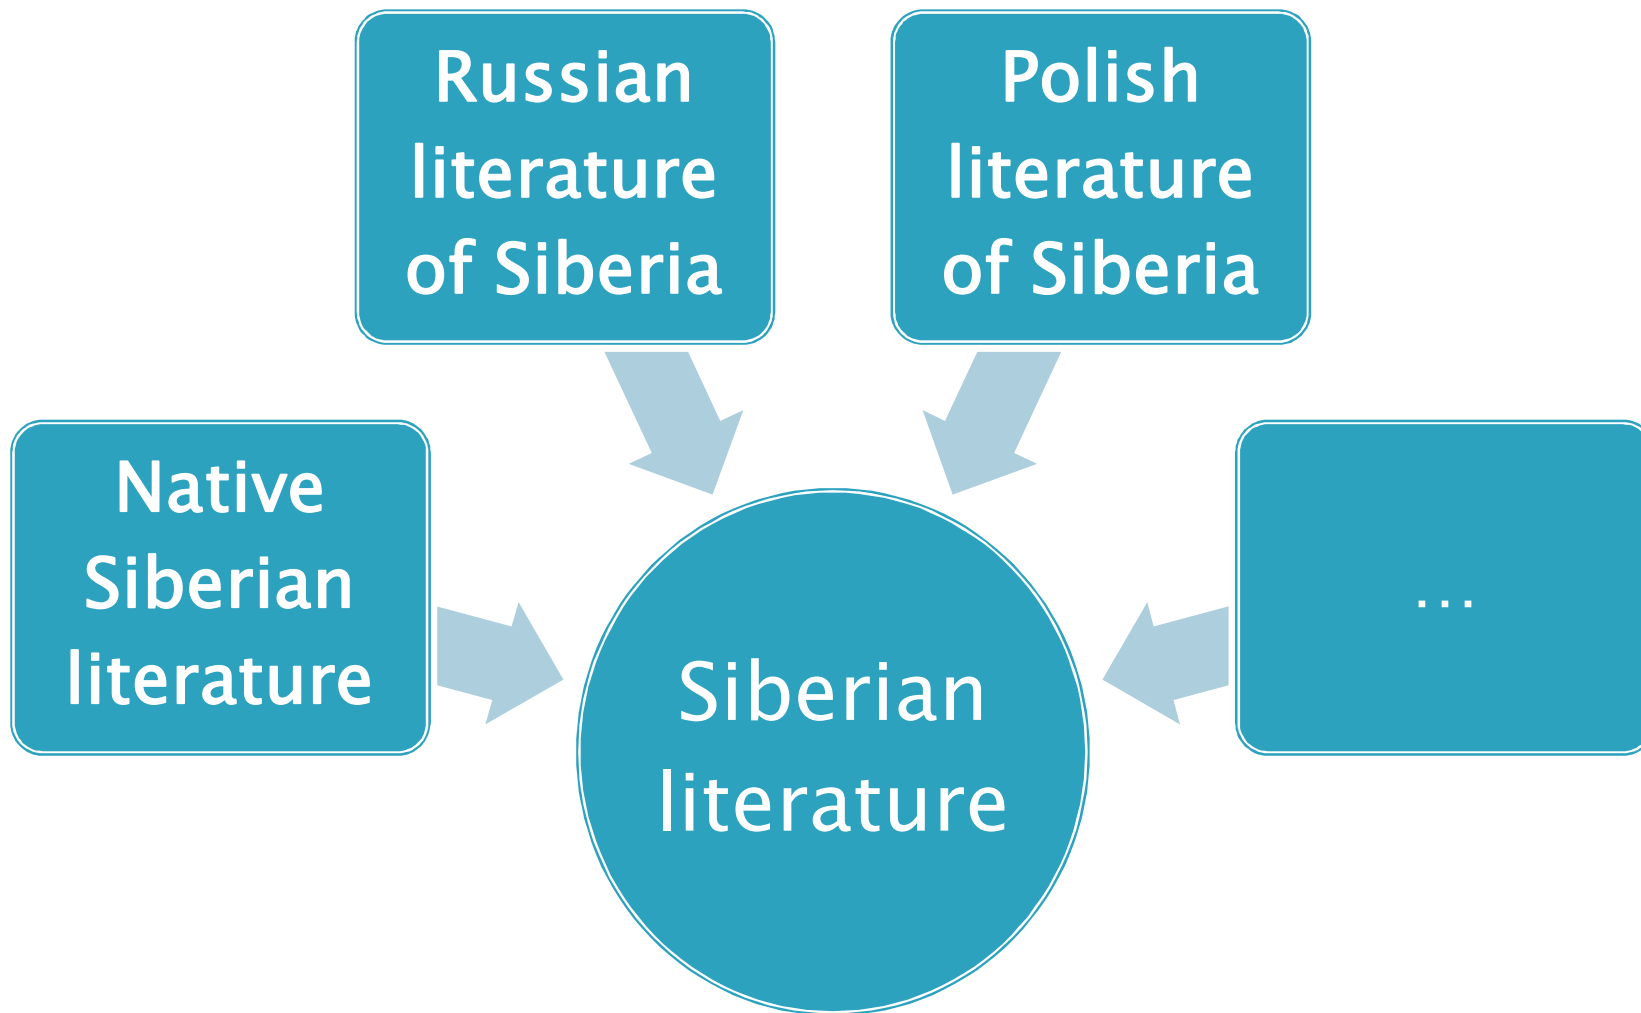 Russian
literature
of Siberia
Polish
literature
of Siberia
Native
Siberian
literature
...
Siberian
literature